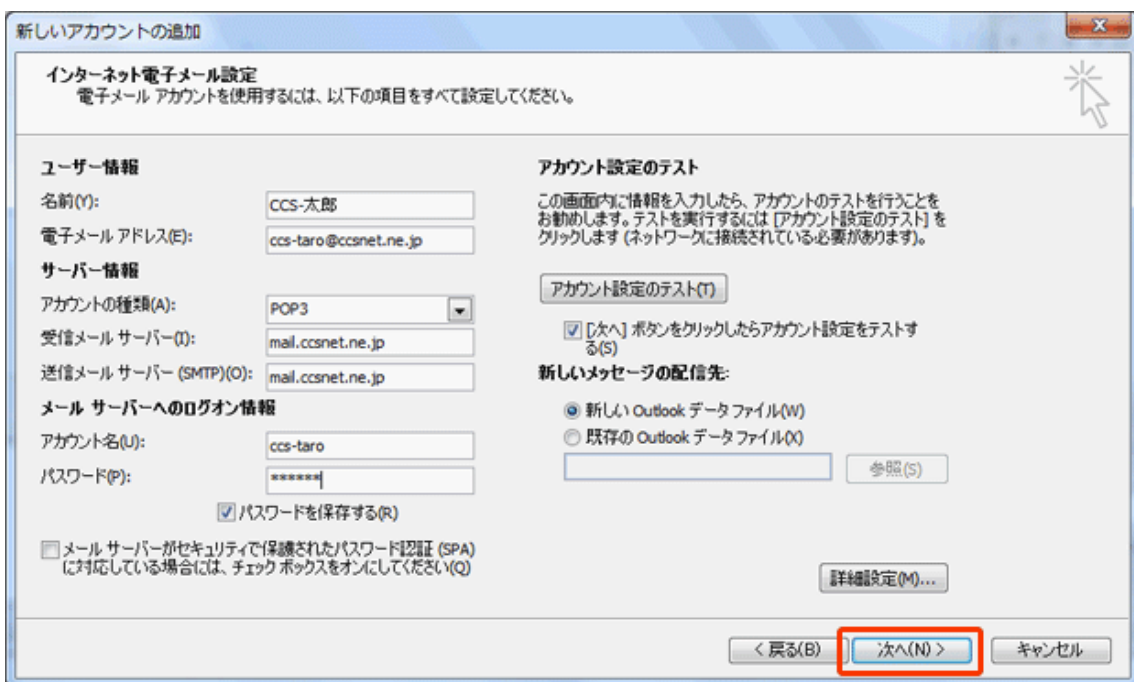 新しいアカウントの追加
インターネット電子メール設定
電子メール アカウントを使用するには、以下の項目をすべて設定してください。
ユーザー情報
名前(Y):
CCS-太郎
電子メール アドレス(E):
ccs-taro@ccsnet.ne.jp
サーバー情報
アカウントの種類(A):
POP3
受信メール サーバー(I):
mail.ccsnet.ne.jp
送信メール サーバー (SMTP)(O):
mail.ccsnet.ne.jp
メール サーバーへのログオン情報
アカウント名(U):
ccs-taro
パスワード(P):
******
パスワードを保存する(R)
メール サーバーがセキュリティで保護されたパスワード認証 (SPA)
に対応している場合には、チェック ボックスをオンにしてください(Q)
アカウント設定のテスト
この画面内に情報を入力したら、アカウントのテストを行うことを
お勧めします。テストを実行するには [アカウント設定のテスト] を
クリックします (ネットワークに接続されている必要があります)。
アカウント設定のテスト(T)
[次へ] ボタンをクリックしたらアカウント設定をテストす
る(S)
新しいメッセージの配信先:
新しい Outlook データ ファイル(W)
既存の Outlook データ ファイル(X)
参照(S)
詳細設定(M)...
< 戻る(B)
次へ(N) >
キャンセル